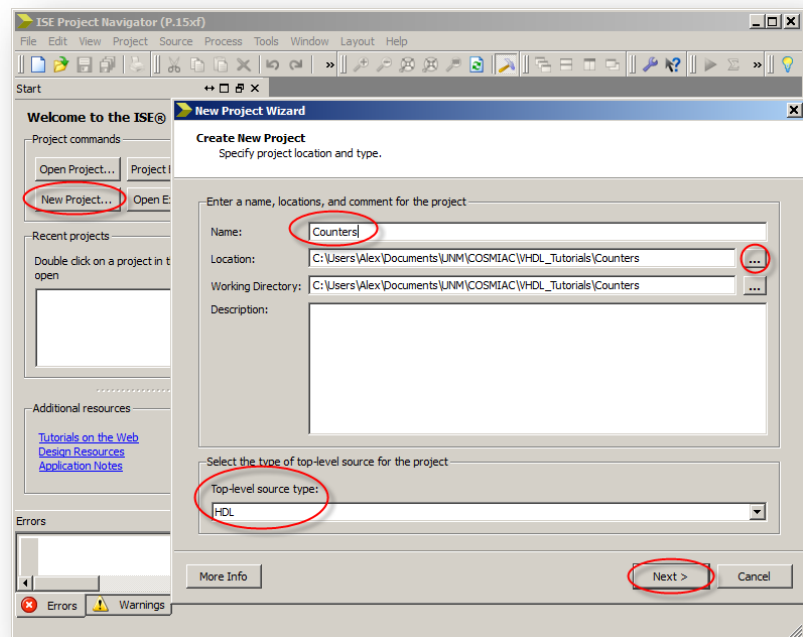 ISE Project Navigator (P.15xf)
File Edit View Project Source Process Tools Window Layout Help
Start
Welcome to the ISE®
Project commands
Open Project...
New Project...
Open
Recent projects
Double click on a project in
open
Additional resources
Tutorials on the Web
Design Resources
Application Notes
Errors
Errors
Warnings
New Project Wizard
Create New Project
Specify project location and type.
Enter a name, locations, and comment for the project
Name:
Counters
Location:
C:\Users\Alex\Documents\UNM\COSMIAC\VHDL_Tutorials\Counters
...
Working Directory:
C:\Users\Alex\Documents\UNM\COSMIAC\VHDL_Tutorials\Counters
...
Description:
Select the type of top-level source for the project
Top-level source type:
HDL
More Info
Next >
Cancel